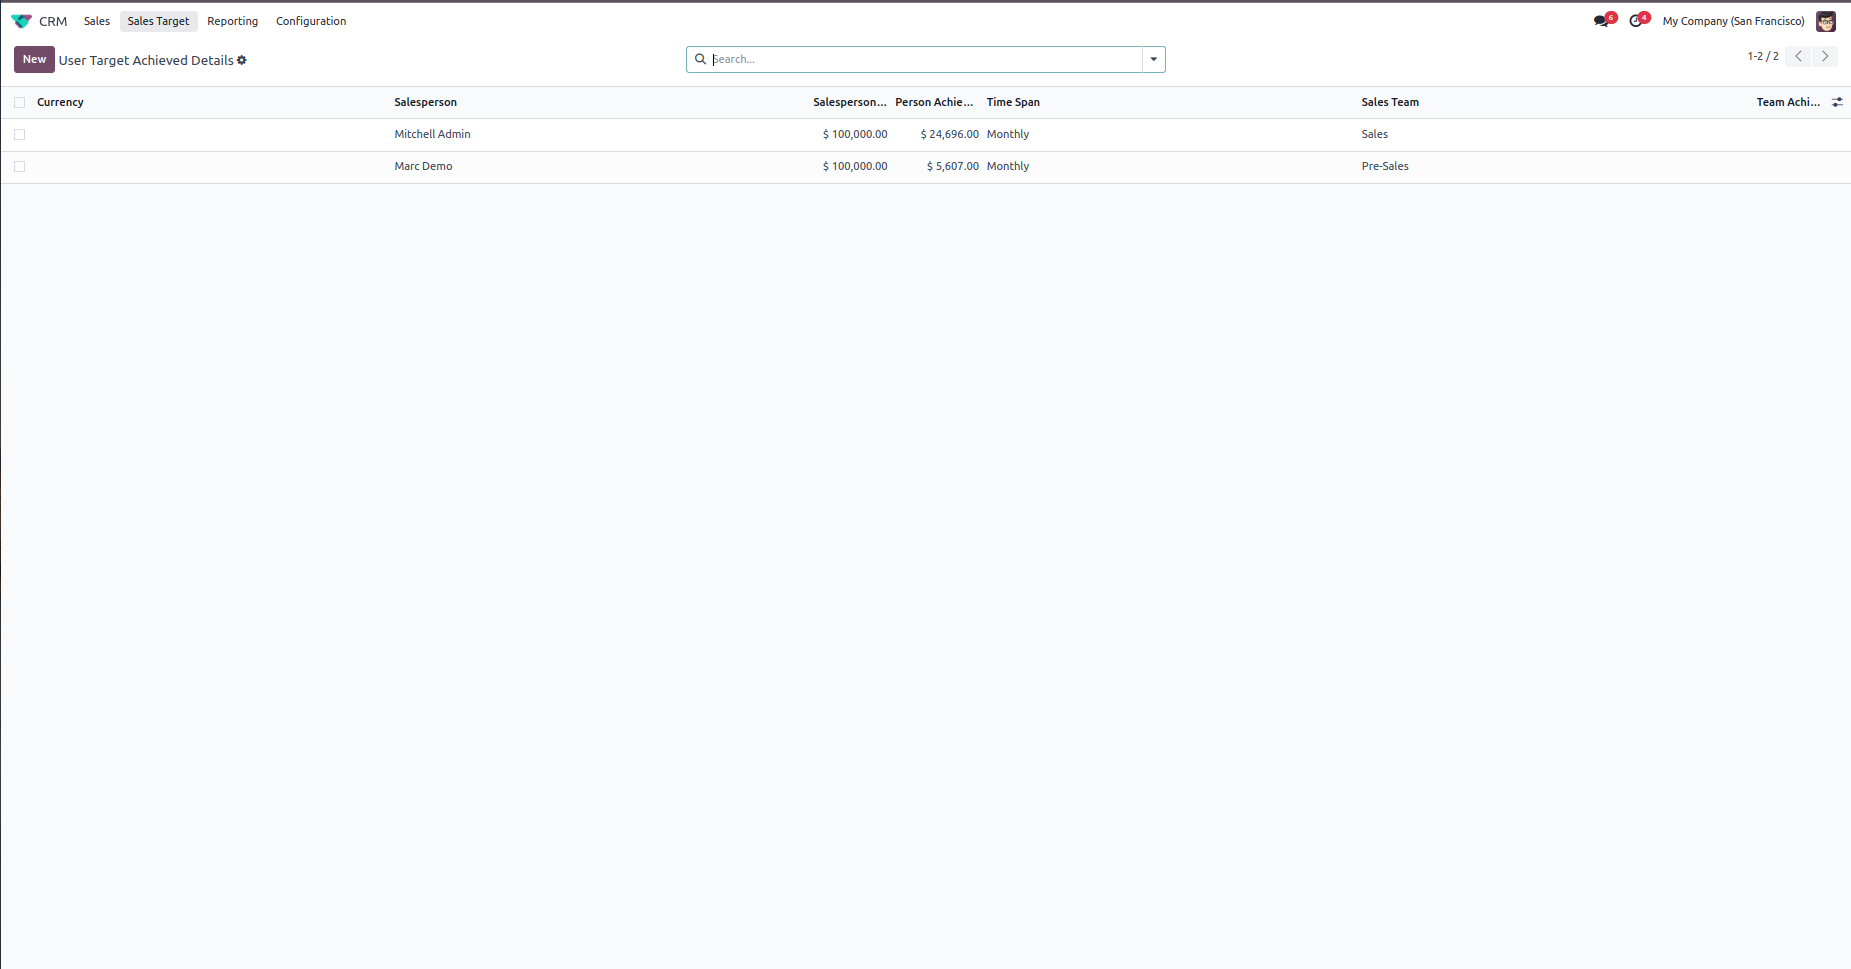 CRM Sales Sales Target Reporting Configuration 6 4 My Company (San Francisco)
New User Target Achieved Details Search... 1-2 / 2
Currency Salesperson Salesperson... Person Achie... Time Span Sales Team Team Achi...
Mitchell Admin $ 100,000.00 $ 24,696.00 Monthly Sales
Marc Demo $ 100,000.00 $ 5,607.00 Monthly Pre-Sales